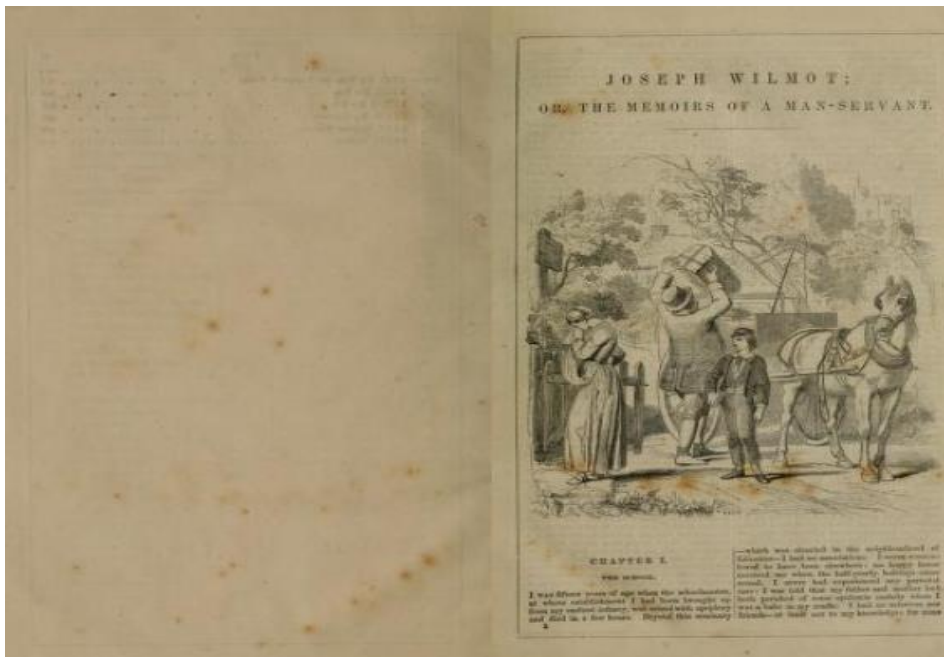 JOSEPH WILMOT;
OR, THE MEMOIRS OF A MAN-SERVANT.
CHAPTER I.
THE SCHOOL.
I was fifteen years of age when the schoolmaster,
at whose establishment I had been brought up
from my earliest infancy, was seized with apoplexy
and died in a few hours. Beyond this seminary
2
—which was situated in the neighbourhood of
I had no
to have been elsewhere: no happy home
received me when the half-yearly holidays came
round. I never had experienced any parental
care: I was told that my father and mother had
both perished of some epidemic malady when I
was a babe in my cradle. I had no relatives nor
friends—at least not to my knowledge: for none